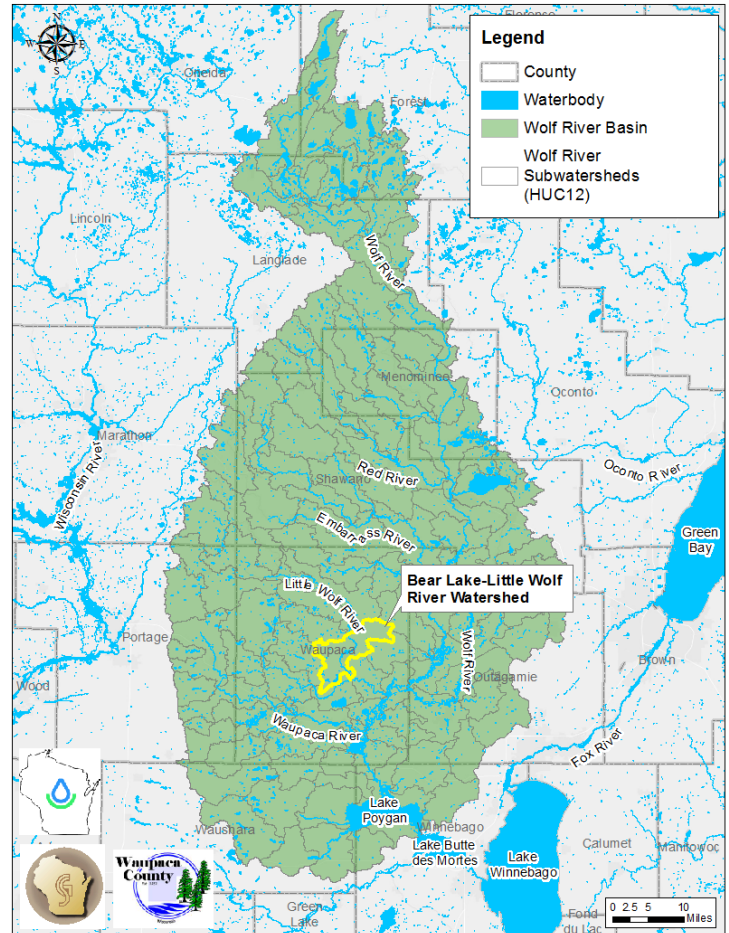 N
W
E
S
Florence
Legend
County
Waterbody
Wolf River Basin
Wolf River
Subwatersheds
(HUC12)
Oneida
Forest
Lincoln
Langlade
Wolf River
Menominee
Oconto
Marathon
Wisconsin River
Red River
Shawano
Oconto River
Embarrass River
Green
Bay
Little Wolf River
Bear Lake-Little Wolf
River Watershed
Portage
Waupaca
Wolf River
Outagamie
Brown
Wood
Waupaca River
Fox River
Lake
Poygan
Waushara
Winnebago
Lake Butte
des Mortes
Lake
Winnebago
Calumet
Manitowoc
Waupaca
County
Green
Lake
Fond
du Lac
0 2.5 5 10
Miles